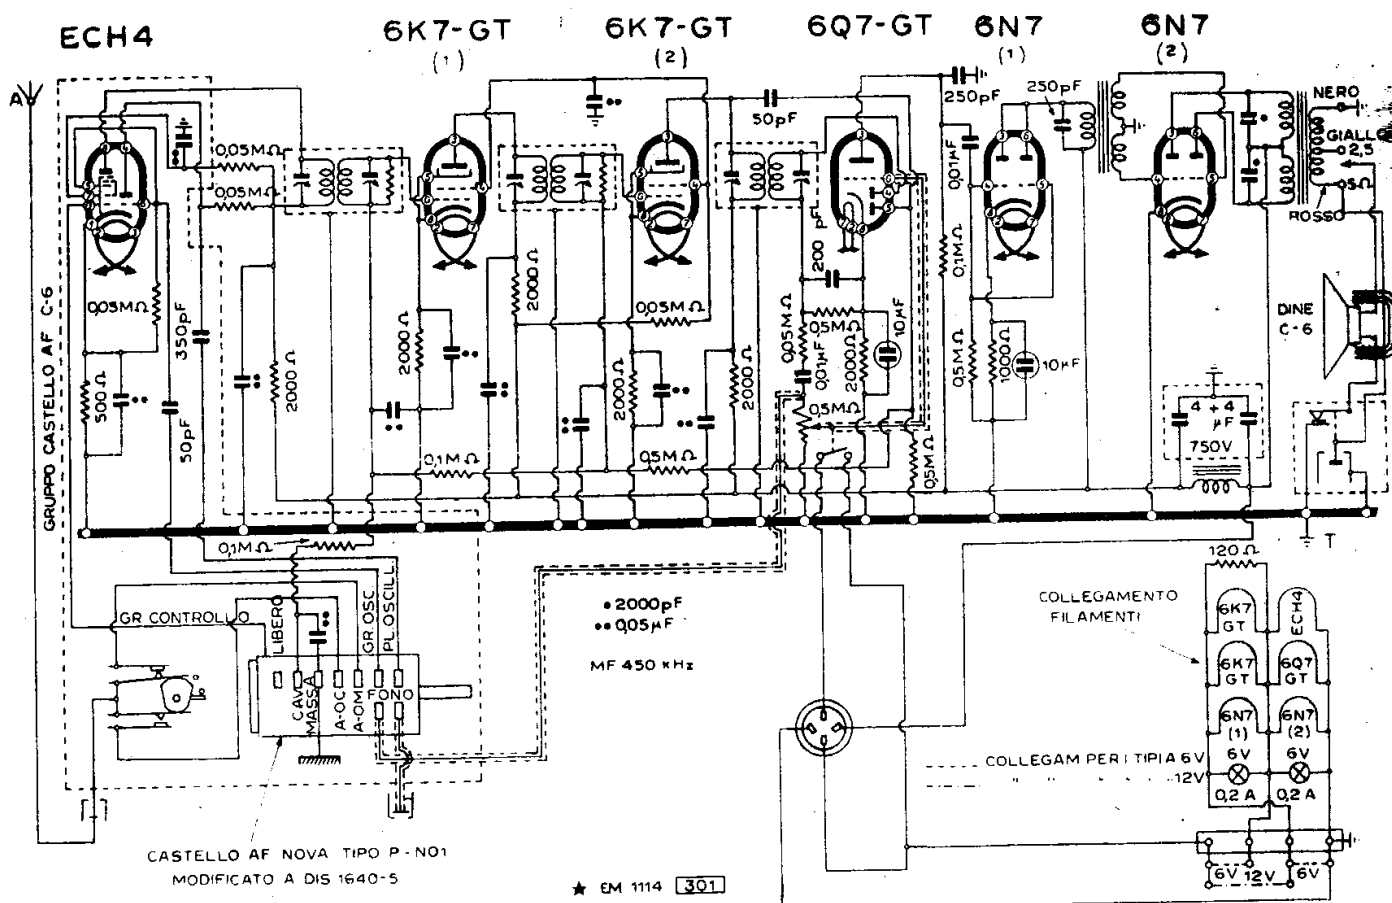 ECH4
6K7-GT
(1)
6K7-GT
(2)
6Q7-GT
6N7
(1)
6N7
(2)
A
0,05MΩ
0,05MΩ
50pF
250pF
250pF
0,01µF
NERO
GIALLO
2,5
5Ω
ROSSO
GRUPPO CASTELLO AF C-6
0,05MΩ
350pF
500Ω
50pF
2000Ω
2000Ω
2000Ω
0,05MΩ
2000Ω
2000Ω
200 pF
0,05MΩ
0,01µF
0,5MΩ
2000Ω
10µF
0,5MΩ
0,5MΩ
0,1MΩ
0,5MΩ
1000Ω
10µF
DINE
C-6
4 + 4
µF
750V
0,1MΩ
0,5MΩ
0,1MΩ
T
120Ω
COLLEGAMENTO
FILAMENTI
6K7
GT
ECH4
6K7
GT
6Q7
GT
6N7
(1)
6N7
(2)
6V
6V
0,2A
0,2A
• 2000pF
•• 0,05µF
MF 450 KHz
GR CONTROLLO
LIBERO
CAV
MASSA
A-OC
A-OM
GR.OSC.
PL.OSCILL.
FONO
COLLEGAM PER I TIPI A 6V
" " " " 12V
6V
12V
6V
CASTELLO AF NOVA TIPO P-N01
MODIFICATO A DIS 1640-5
★ EM 1114 301